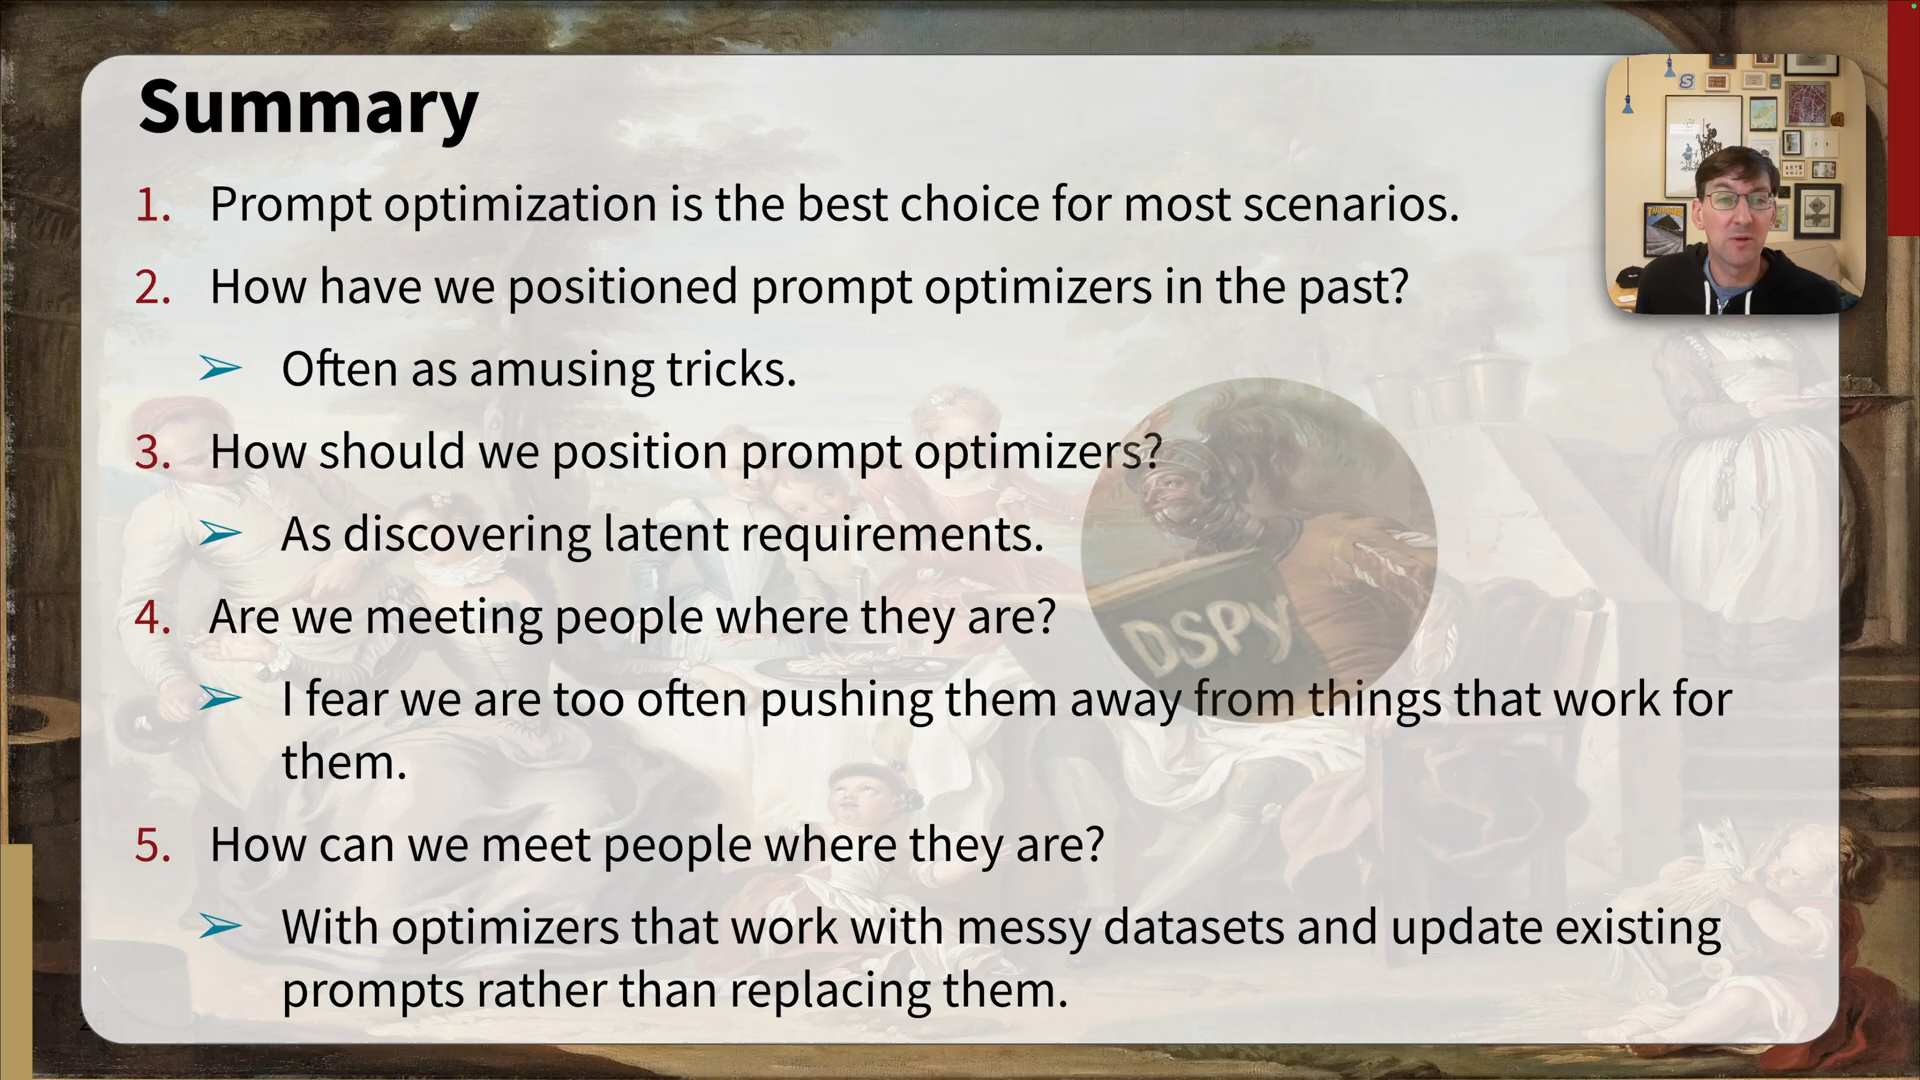 Summary
1. Prompt optimization is the best choice for most scenarios.
2. How have we positioned prompt optimizers in the past?
➢ Often as amusing tricks.
3. How should we position prompt optimizers?
➢ As discovering latent requirements.
4. Are we meeting people where they are?
➢ I fear we are too often pushing them away from things that work for
them.
5. How can we meet people where they are?
➢ With optimizers that work with messy datasets and update existing
prompts rather than replacing them.
DSPy